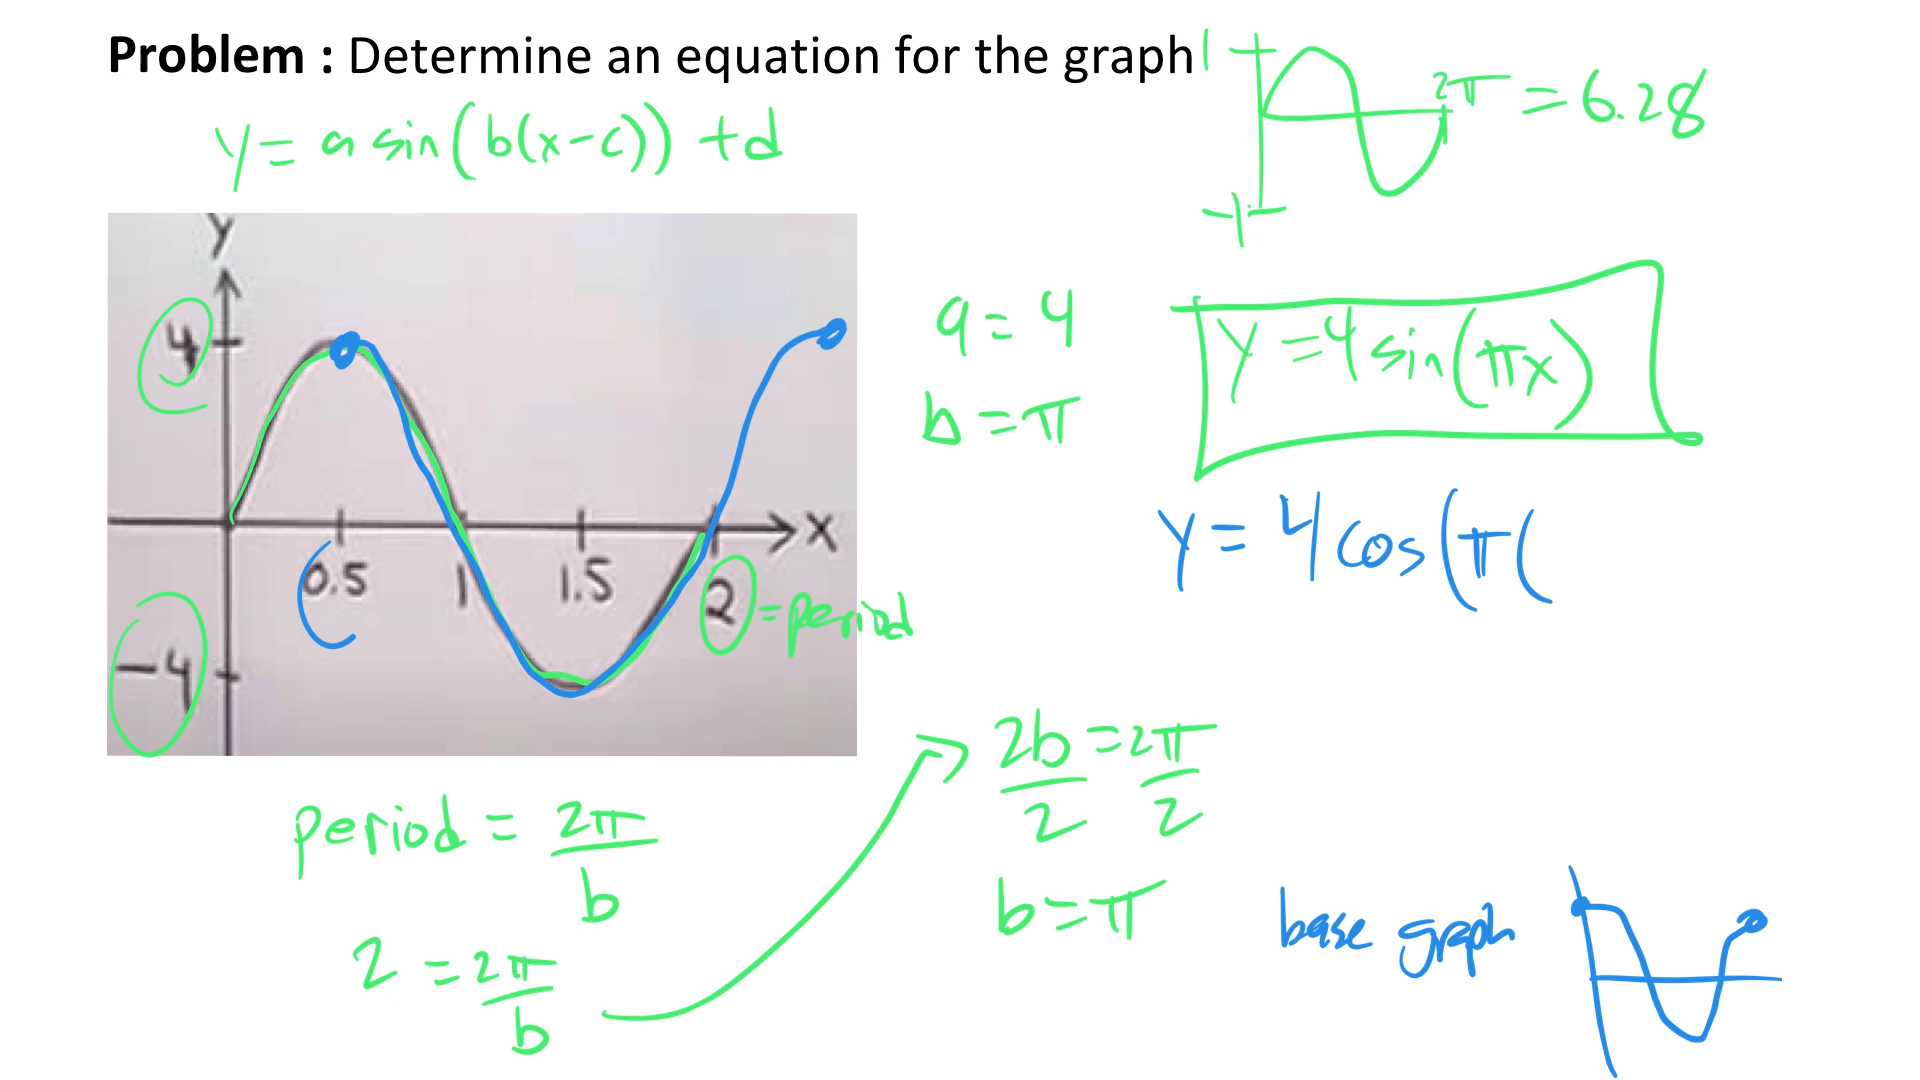 Problem : Determine an equation for the graph
y = a sin(b(x-c)) + d
1
2π = 6.28
-1
Y
4
0.5
1
1.5
2 = period
X
-4
a = 4
b = π
y = 4 sin(πx)
y = 4 cos(π(
period = 2π/b
2 = 2π/b
2b/2 = 2π/2
b = π
base graph